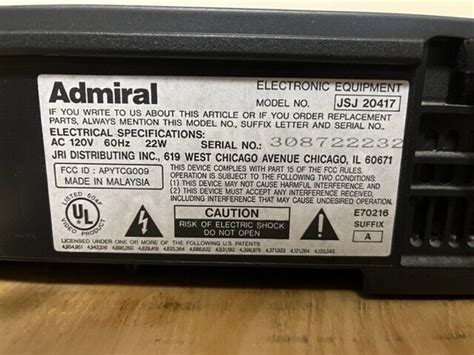 Admiral
ELECTRONIC EQUIPMENT
MODEL NO. JSJ 20417
IF YOU WRITE TO US ABOUT THIS ARTICLE OR IF YOU ORDER REPLACEMENT
PARTS, ALWAYS MENTION THIS MODEL NO., SUFFIX LETTER AND SERIAL NO.
ELECTRICAL SPECIFICATIONS:
AC 120V 60Hz 22W SERIAL NO.: 308722232
JRI DISTRIBUTING INC., 619 WEST CHICAGO AVENUE CHICAGO, IL 60671
FCC ID : APYTCG009
MADE IN MALAYSIA
THIS DEVICE COMPLIES WITH PART 15 OF THE FCC RULES.
OPERATION IS SUBJECT TO THE FOLLOWING TWO CONDITIONS:
(1) THIS DEVICE MAY NOT CAUSE HARMFUL INTERFERENCE, AND
(2) THIS DEVICE MUST ACCEPT ANY INTERFERENCE RECEIVED,
INCLUDING INTERFERENCE THAT MAY CAUSE UNDESIRED OPERATION.
LISTED 509P
UL
VIDEO PRODUCT
CAUTION
RISK OF ELECTRIC SHOCK
DO NOT OPEN
E70216
SUFFIX
A
LICENSED UNDER ONE OR MORE OF THE FOLLOWING U.S. PATENTS